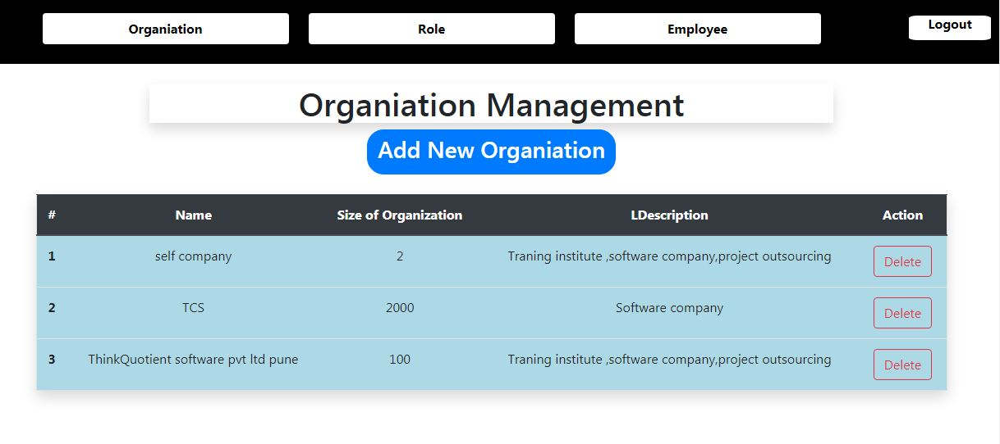 Organiation Role Employee Logout
Organiation Management
Add New Organiation
# Name Size of Organization LDescription Action
1 self company 2 Traning institute ,software company,project outsourcing Delete
2 TCS 2000 Software company Delete
3 ThinkQuotient software pvt ltd pune 100 Traning institute ,software company,project outsourcing Delete